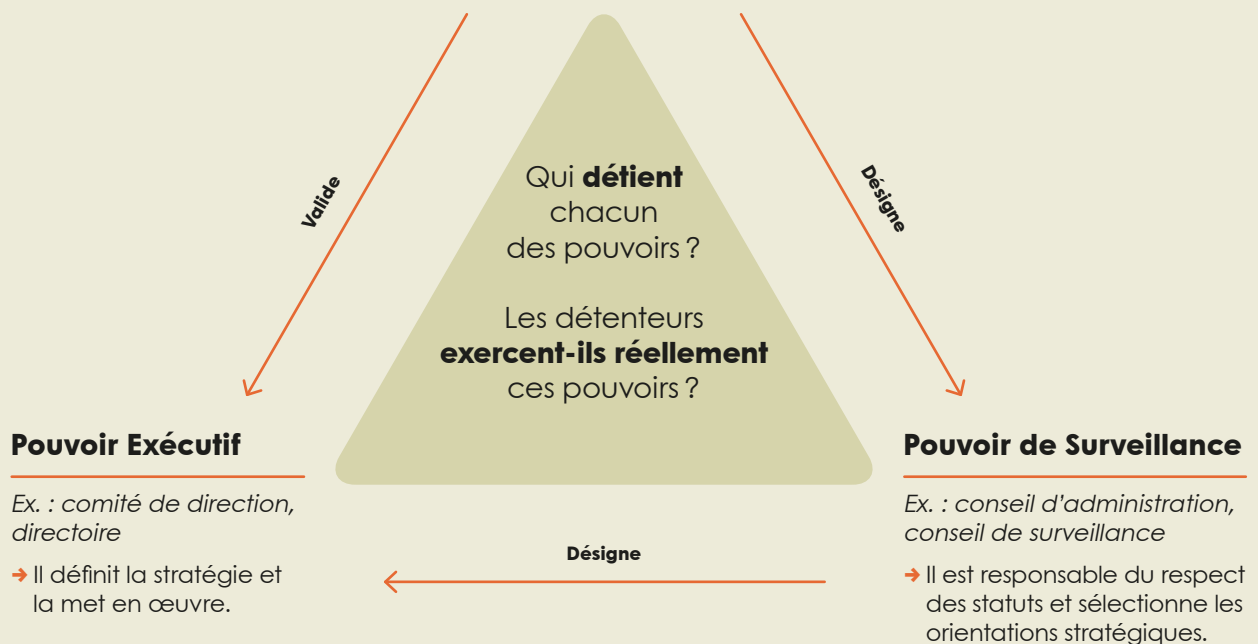 Valide
Désigne
Qui détient
chacun
des pouvoirs ?
Les détenteurs
exercent-ils réellement
ces pouvoirs ?
Pouvoir Exécutif
Ex. : comité de direction,
directoire
→ Il définit la stratégie et
la met en œuvre.
Désigne
Pouvoir de Surveillance
Ex. : conseil d’administration,
conseil de surveillance
→ Il est responsable du respect
des statuts et sélectionne les
orientations stratégiques.